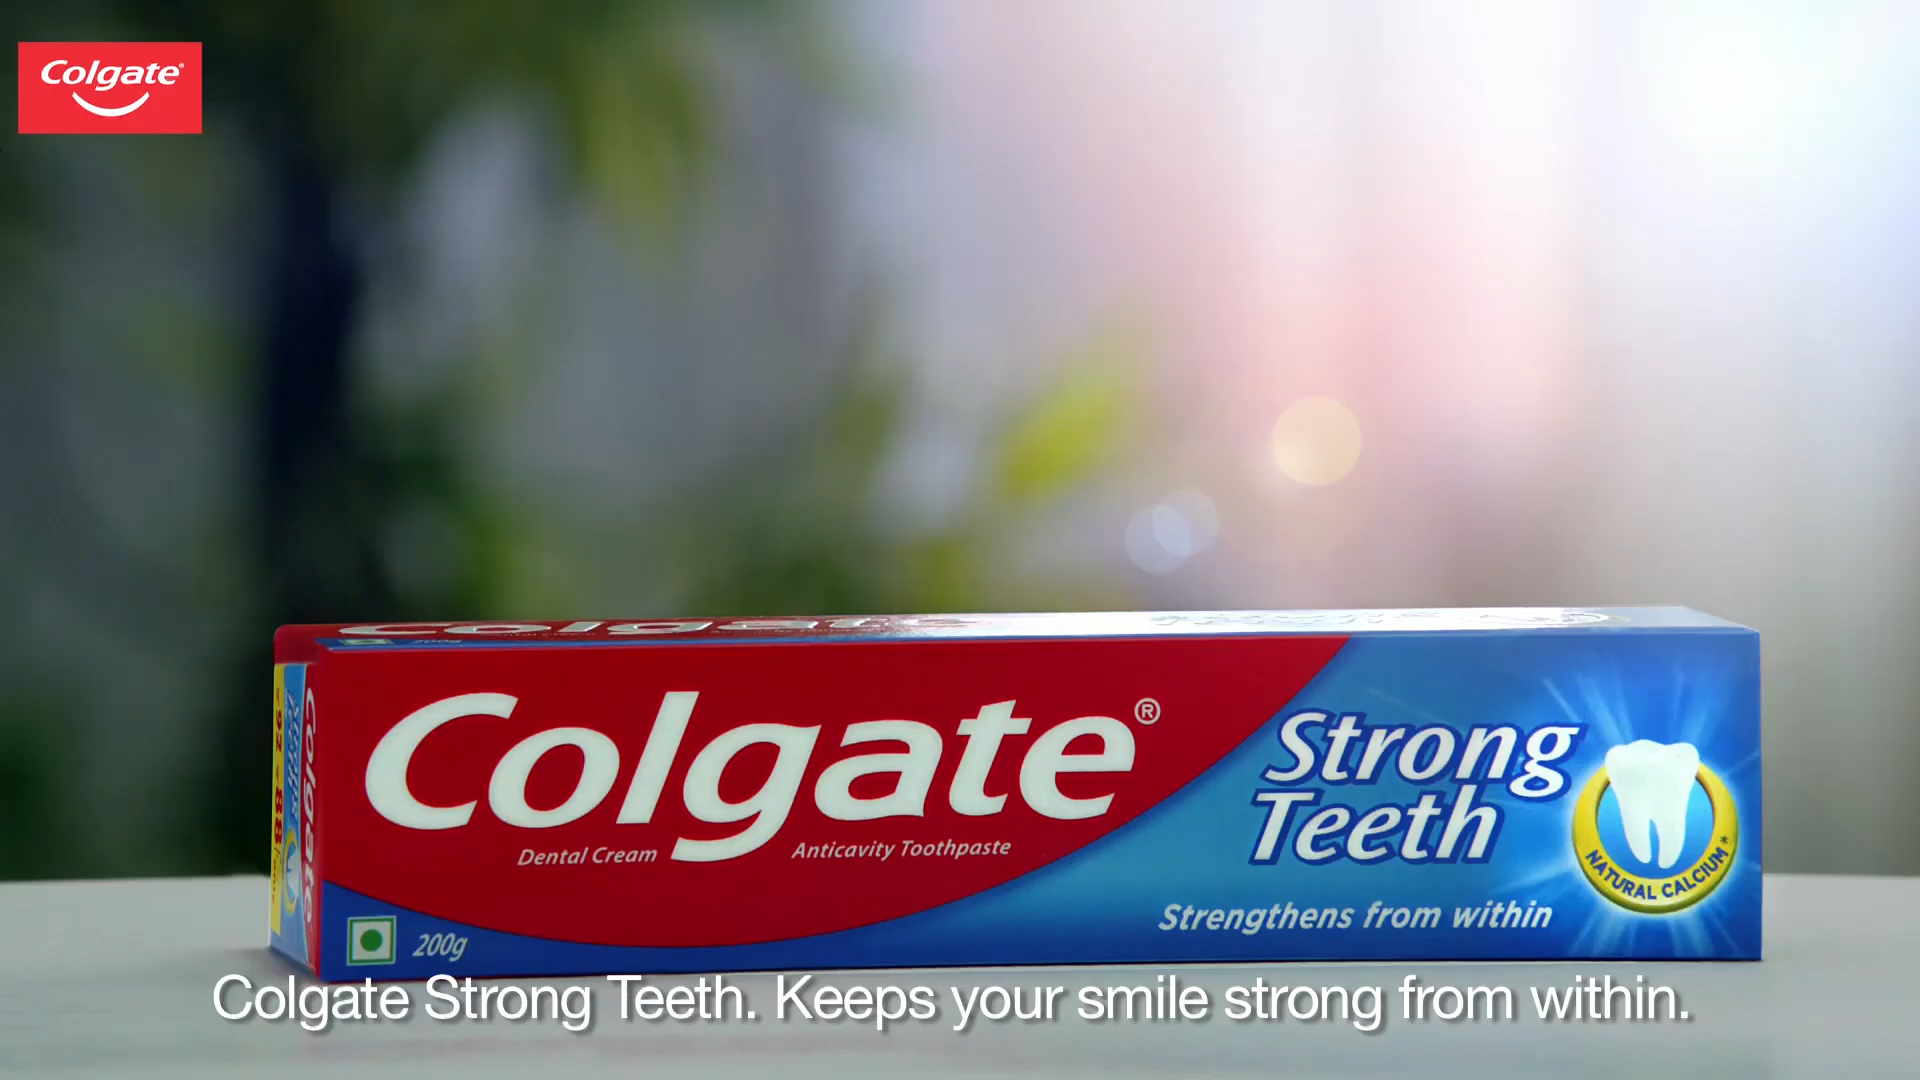 Colgate
Colgate®
Dental Cream
Anticavity Toothpaste
Strong
Teeth
NATURAL CALCIUM*
Strengthens from within
200g
Colgate
Colgate Strong Teeth. Keeps your smile strong from within.